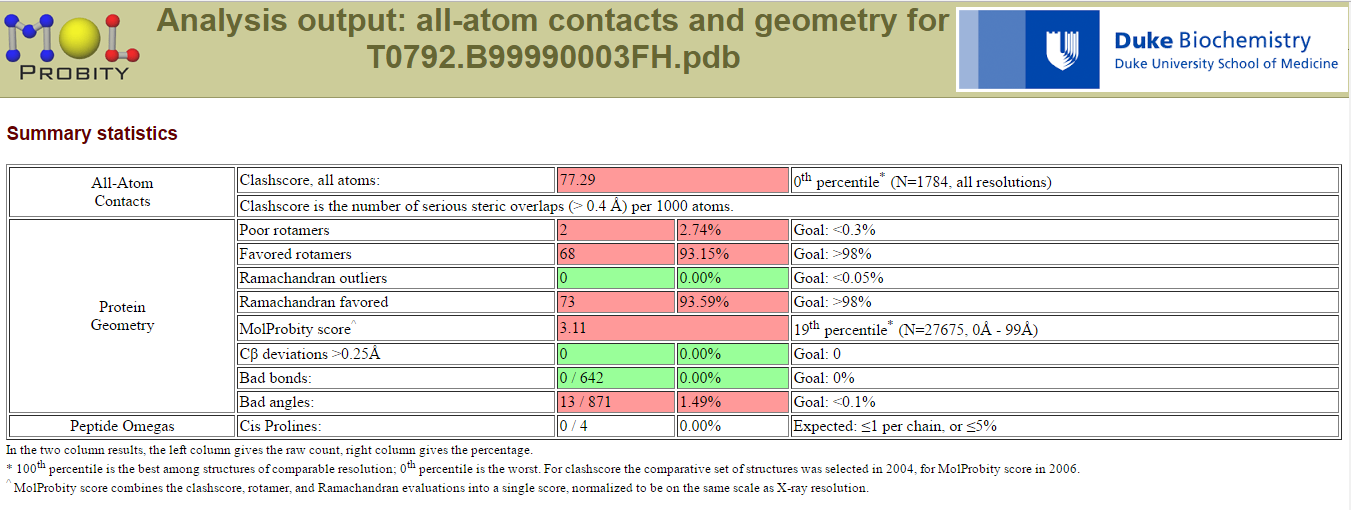 MOL
PROBITY
Analysis output: all-atom contacts and geometry for
T0792.B99990003FH.pdb
Duke Biochemistry
Duke University School of Medicine
Summary statistics
All-Atom
Contacts
Clashscore, all atoms: 77.29 0th percentile* (N=1784, all resolutions)
Clashscore is the number of serious steric overlaps (> 0.4 Å) per 1000 atoms.
Protein
Geometry
Poor rotamers 2 2.74% Goal: <0.3%
Favored rotamers 68 93.15% Goal: >98%
Ramachandran outliers 0 0.00% Goal: <0.05%
Ramachandran favored 73 93.59% Goal: >98%
MolProbity score^ 3.11 19th percentile* (N=27675, 0Å - 99Å)
Cβ deviations >0.25Å 0 0.00% Goal: 0
Bad bonds: 0 / 642 0.00% Goal: 0%
Bad angles: 13 / 871 1.49% Goal: <0.1%
Peptide Omegas Cis Prolines: 0 / 4 0.00% Expected: ≤1 per chain, or ≤5%
In the two column results, the left column gives the raw count, right column gives the percentage.
* 100th percentile is the best among structures of comparable resolution; 0th percentile is the worst. For clashscore the comparative set of structures was selected in 2004, for MolProbity score in 2006.
^ MolProbity score combines the clashscore, rotamer, and Ramachandran evaluations into a single score, normalized to be on the same scale as X-ray resolution.